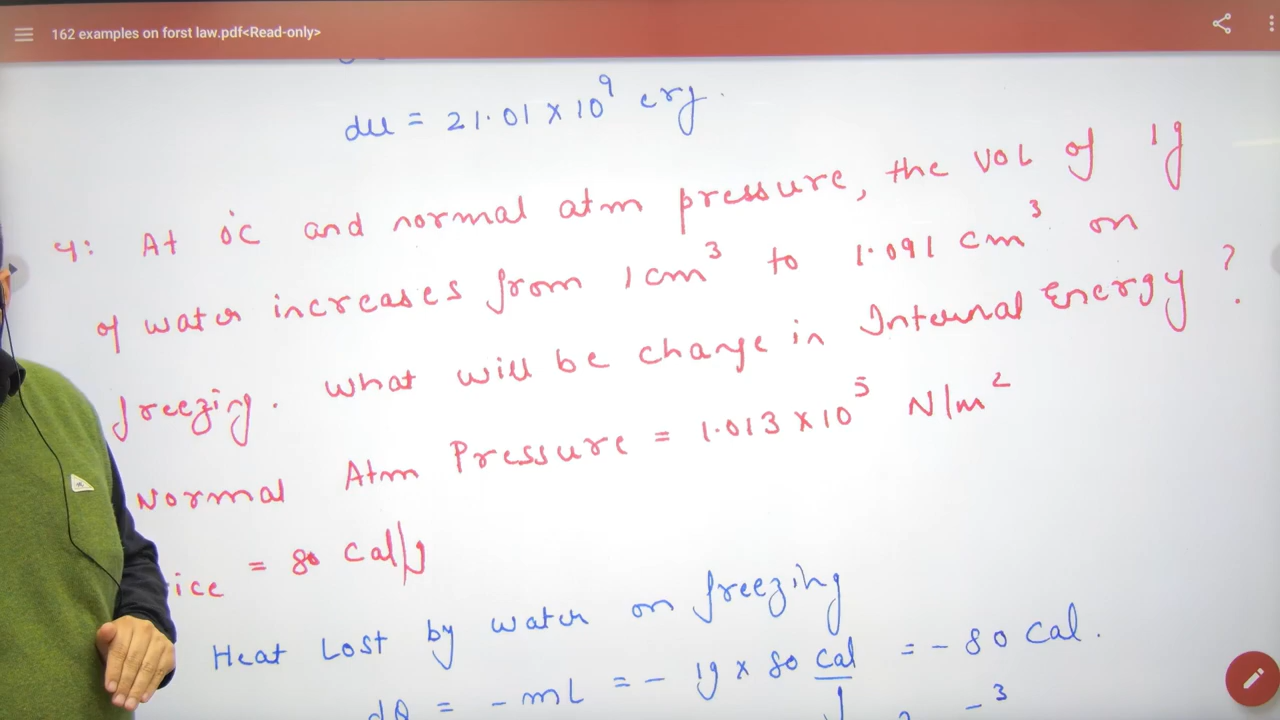 162 examples on forst law.pdf<Read-only>
du = 21.01 × 10⁹ erg.
4: At 0°C and normal atm pressure, the vol of 1g
of water increases from 1 cm³ to 1.091 cm³ on
freezing. What will be change in Internal Energy ?
Normal Atm Pressure = 1.013 × 10⁵ N/m²
ice = 80 Cal/g
Heat Lost by water on freezing
dQ = - mL = - 1g × 80 Cal = - 80 Cal.